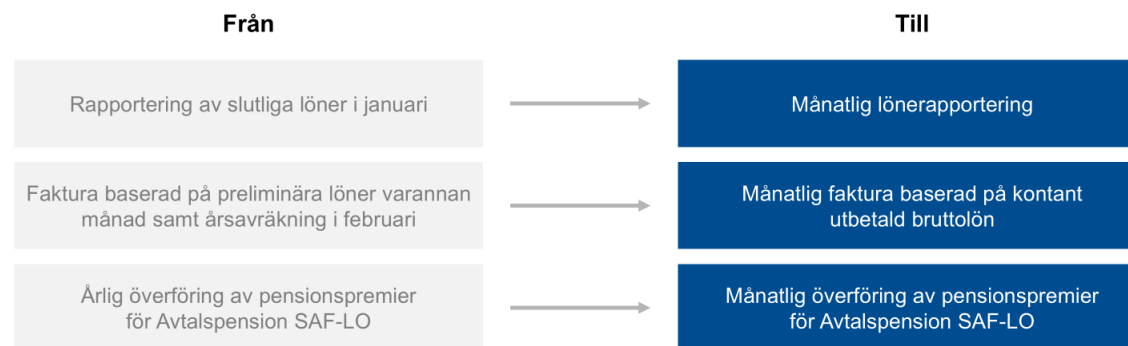 Från
Till
Rapportering av slutliga löner i januari
Månatlig lönerapportering
Faktura baserad på preliminära löner varannan
månad samt årsavräkning i februari
Månatlig faktura baserad på kontant
utbetald bruttolön
Årlig överföring av pensionspremier
för Avtalspension SAF-LO
Månatlig överföring av pensionspremier
för Avtalspension SAF-LO